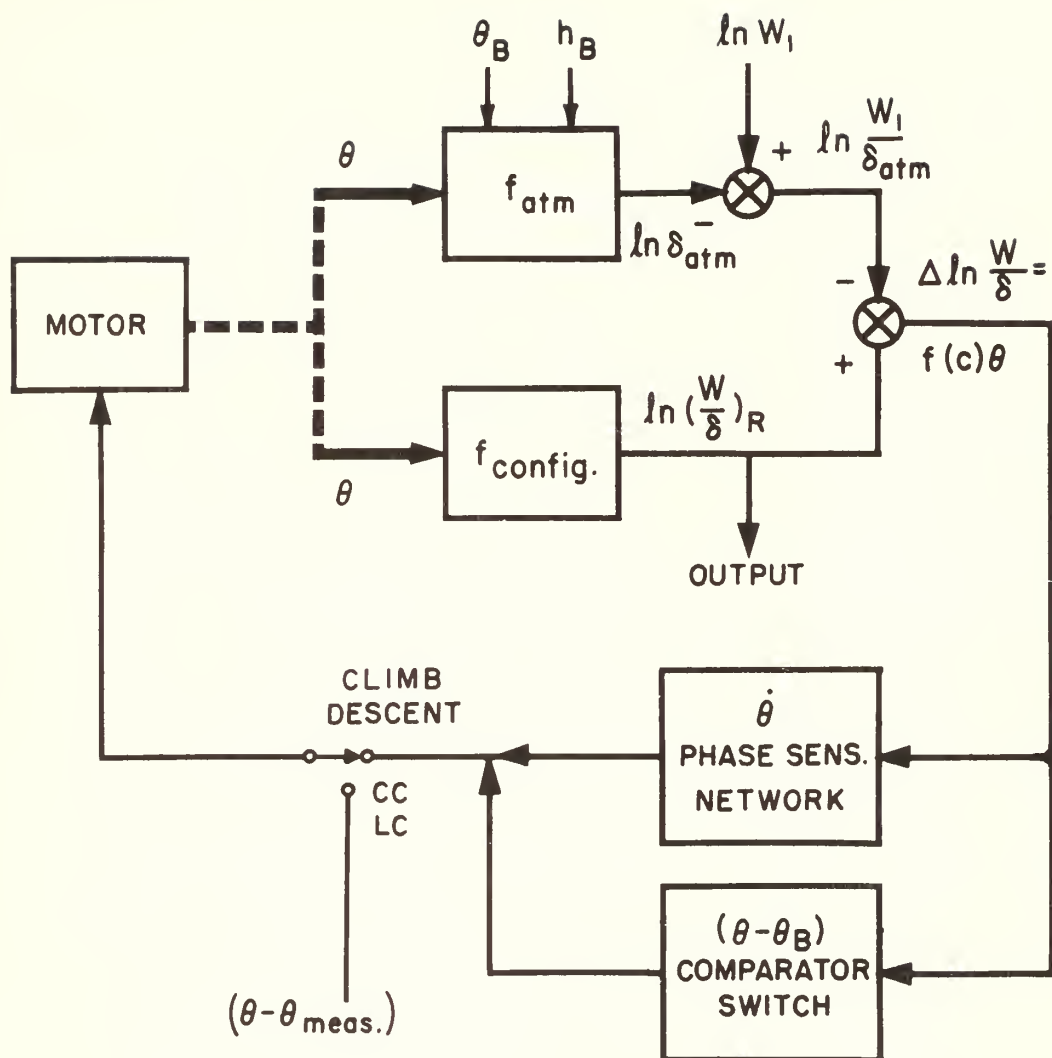 θB
hB
ln W1
θ
fatm
+
ln W1/δatm
ln δatm
-
MOTOR
-
Δ ln W/δ =
f(c)θ
+
ln (W/δ)R
fconfig.
θ
OUTPUT
CLIMB
DESCENT
θ̇
PHASE SENS.
NETWORK
CC
LC
(θ-θB)
COMPARATOR
SWITCH
(θ-θmeas.)